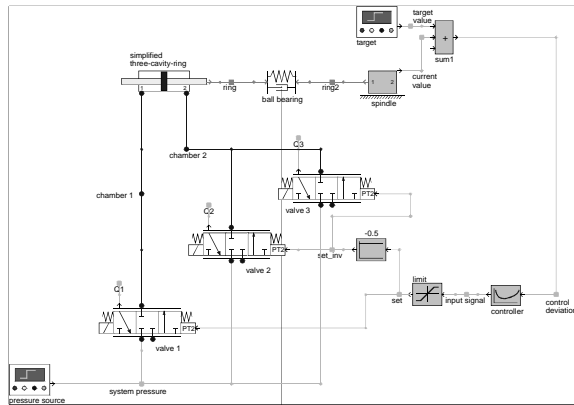 target
value
target
+
sum1
simplified
three-cavity-ring
1
2
ring
ball bearing
ring2
1
2
spindle
current
value
chamber 2
C3
PT2
valve 3
chamber 1
C2
PT2
valve 2
set_inv
-0.5
limit
set
input signal
controller
control
deviation
C1
PT2
valve 1
system pressure
pressure source